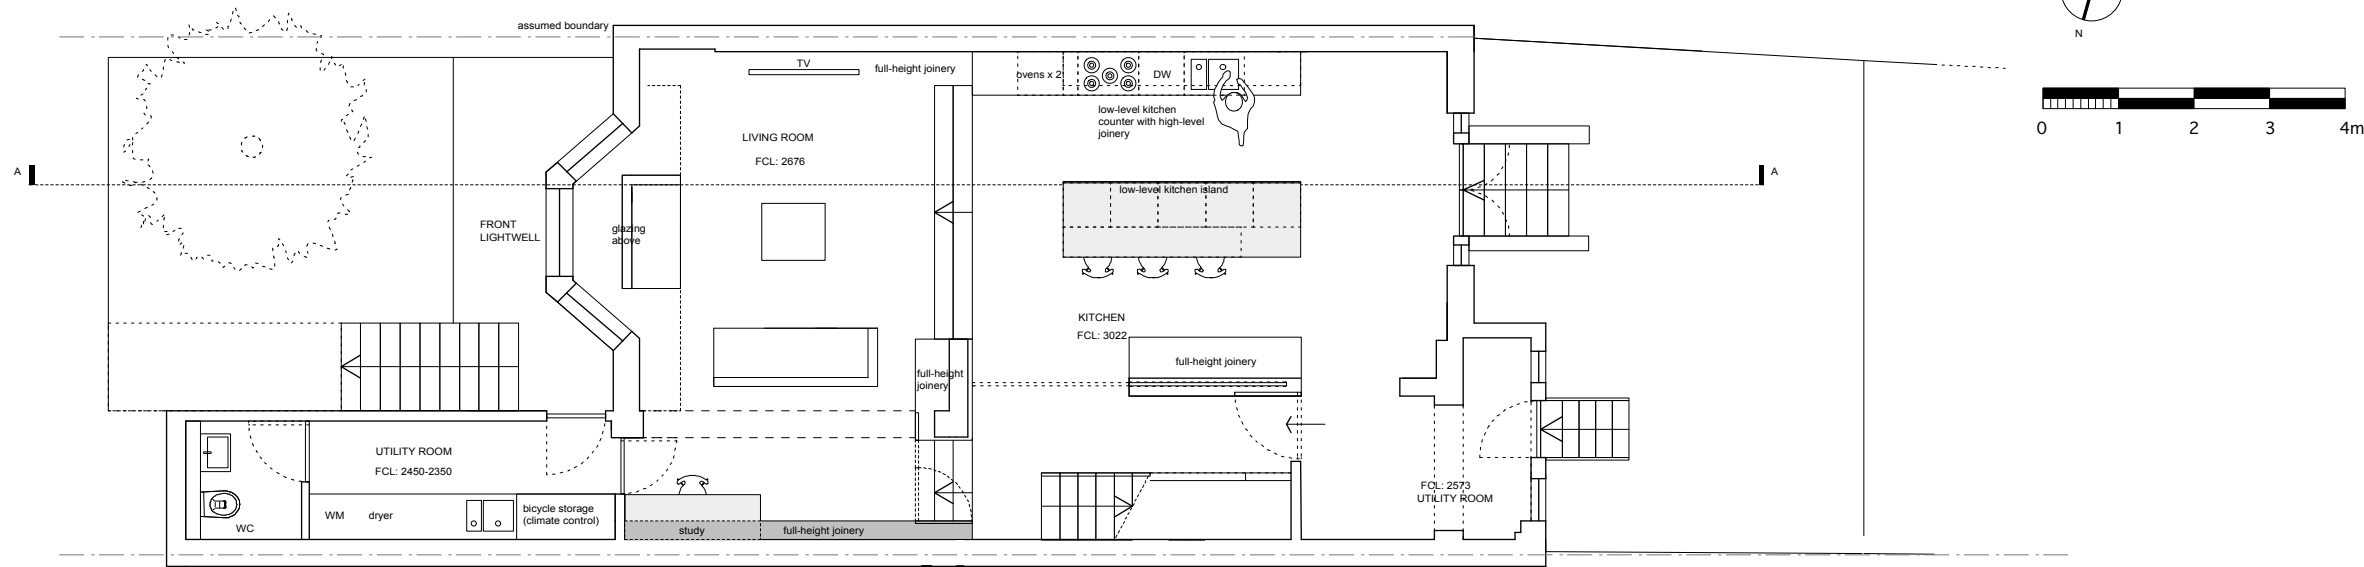 assumed boundary
N
TV
full-height joinery
ovens x 2
DW
low-level kitchen
counter with high-level
joinery
0 1 2 3 4m
LIVING ROOM
FCL: 2676
A
A
low-level kitchen island
FRONT
LIGHTWELL
glazing
above
KITCHEN
FCL: 3022
full-height joinery
full-height
joinery
UTILITY ROOM
FCL: 2450-2350
FCL: 2573
UTILITY ROOM
WC
WM
dryer
bicycle storage
(climate control)
study
full-height joinery